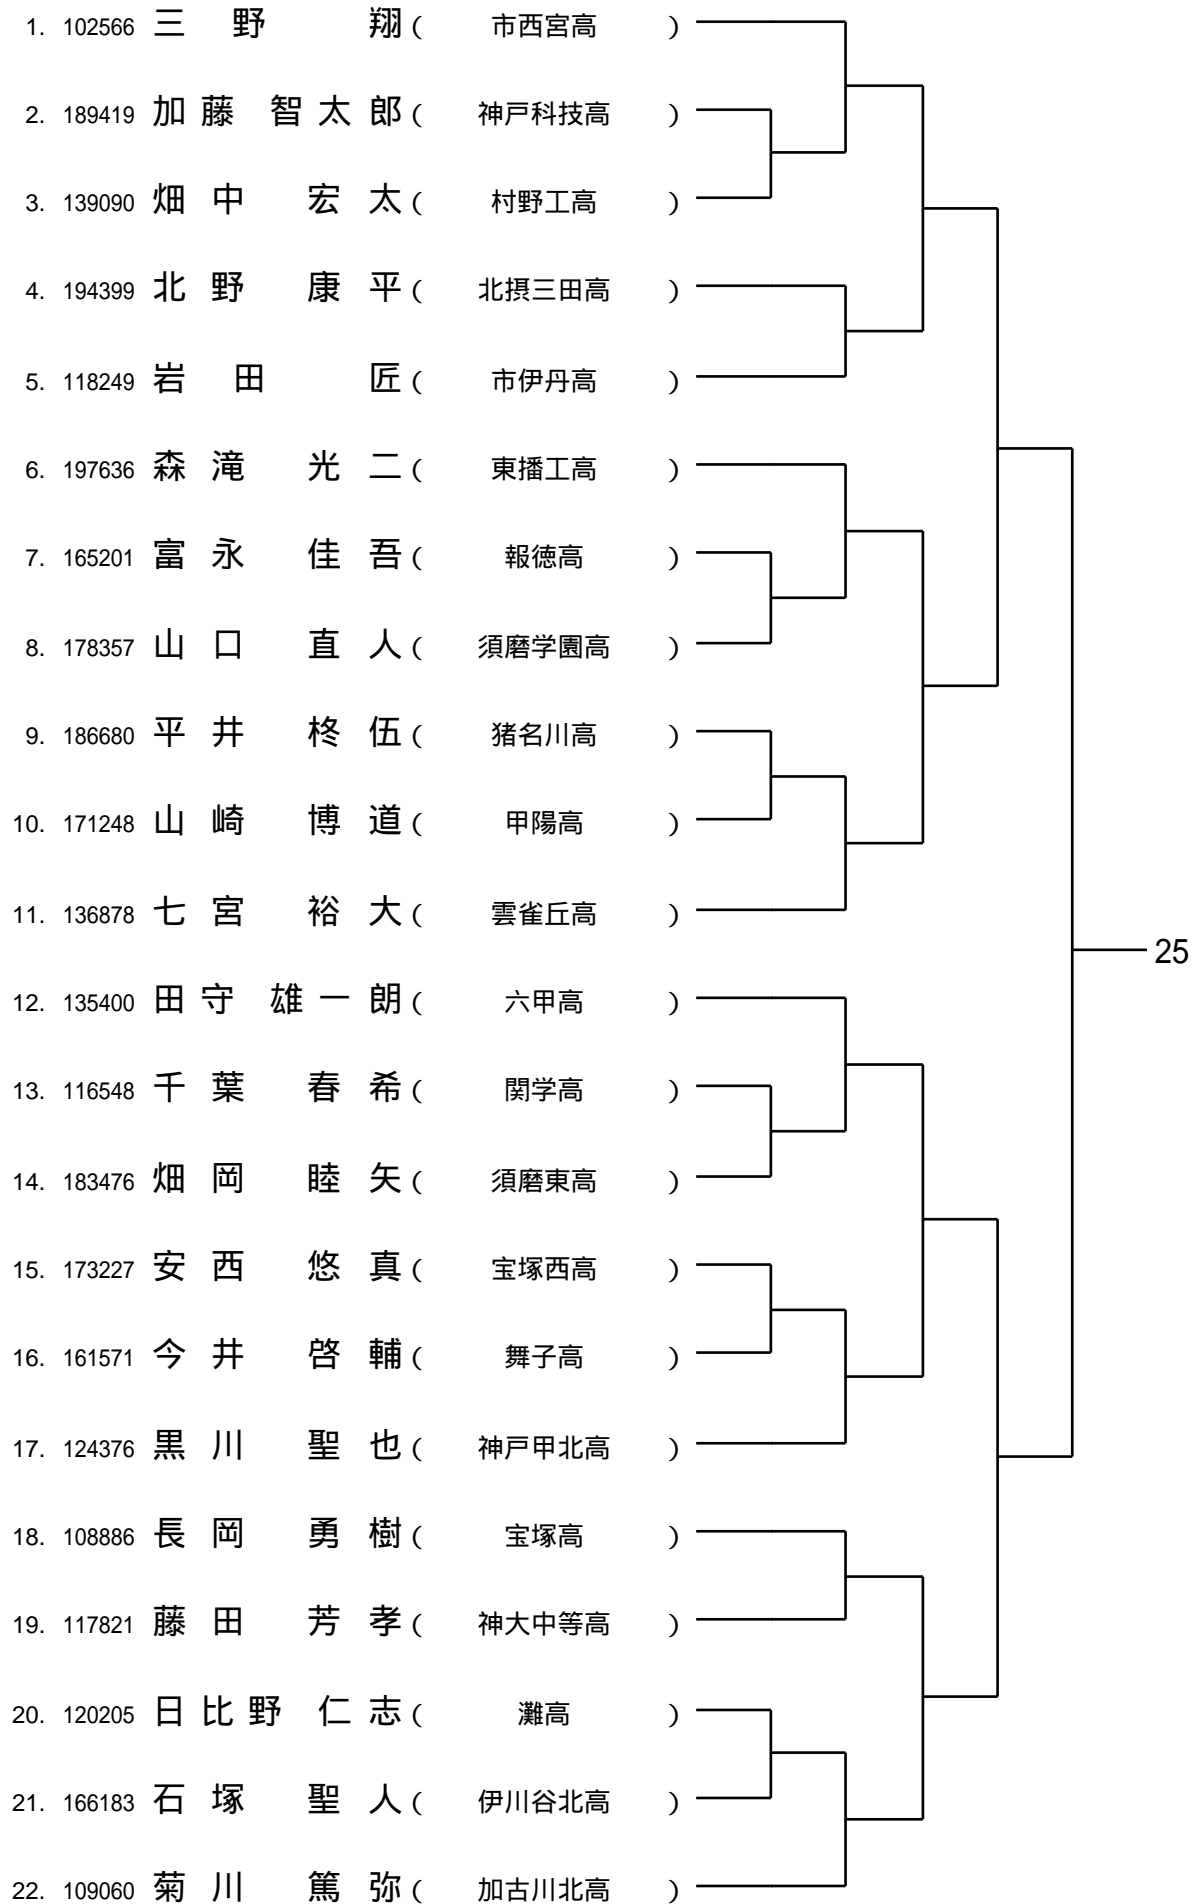 1. 102566 三野 翔( 市西宮高 )
2. 189419 加藤 智太郎( 神戸科技高 )
3. 139090 畑中 宏太( 村野工高 )
4. 194399 北野 康平( 北摂三田高 )
5. 118249 岩田 匠( 市伊丹高 )
6. 197636 森滝 光二( 東播工高 )
7. 165201 富永 佳吾( 報徳高 )
8. 178357 山口 直人( 須磨学園高 )
9. 186680 平井 柊伍( 猪名川高 )
10. 171248 山崎 博道( 甲陽高 )
11. 136878 七宮 裕大( 雲雀丘高 )
25
12. 135400 田守 雄一朗( 六甲高 )
13. 116548 千葉 春希( 関学高 )
14. 183476 畑岡 睦矢( 須磨東高 )
15. 173227 安西 悠真( 宝塚西高 )
16. 161571 今井 啓輔( 舞子高 )
17. 124376 黒川 聖也( 神戸甲北高 )
18. 108886 長岡 勇樹( 宝塚高 )
19. 117821 藤田 芳孝( 神大中等高 )
20. 120205 日比野 仁志( 灘高 )
21. 166183 石塚 聖人( 伊川谷北高 )
22. 109060 菊川 篤弥( 加古川北高 )